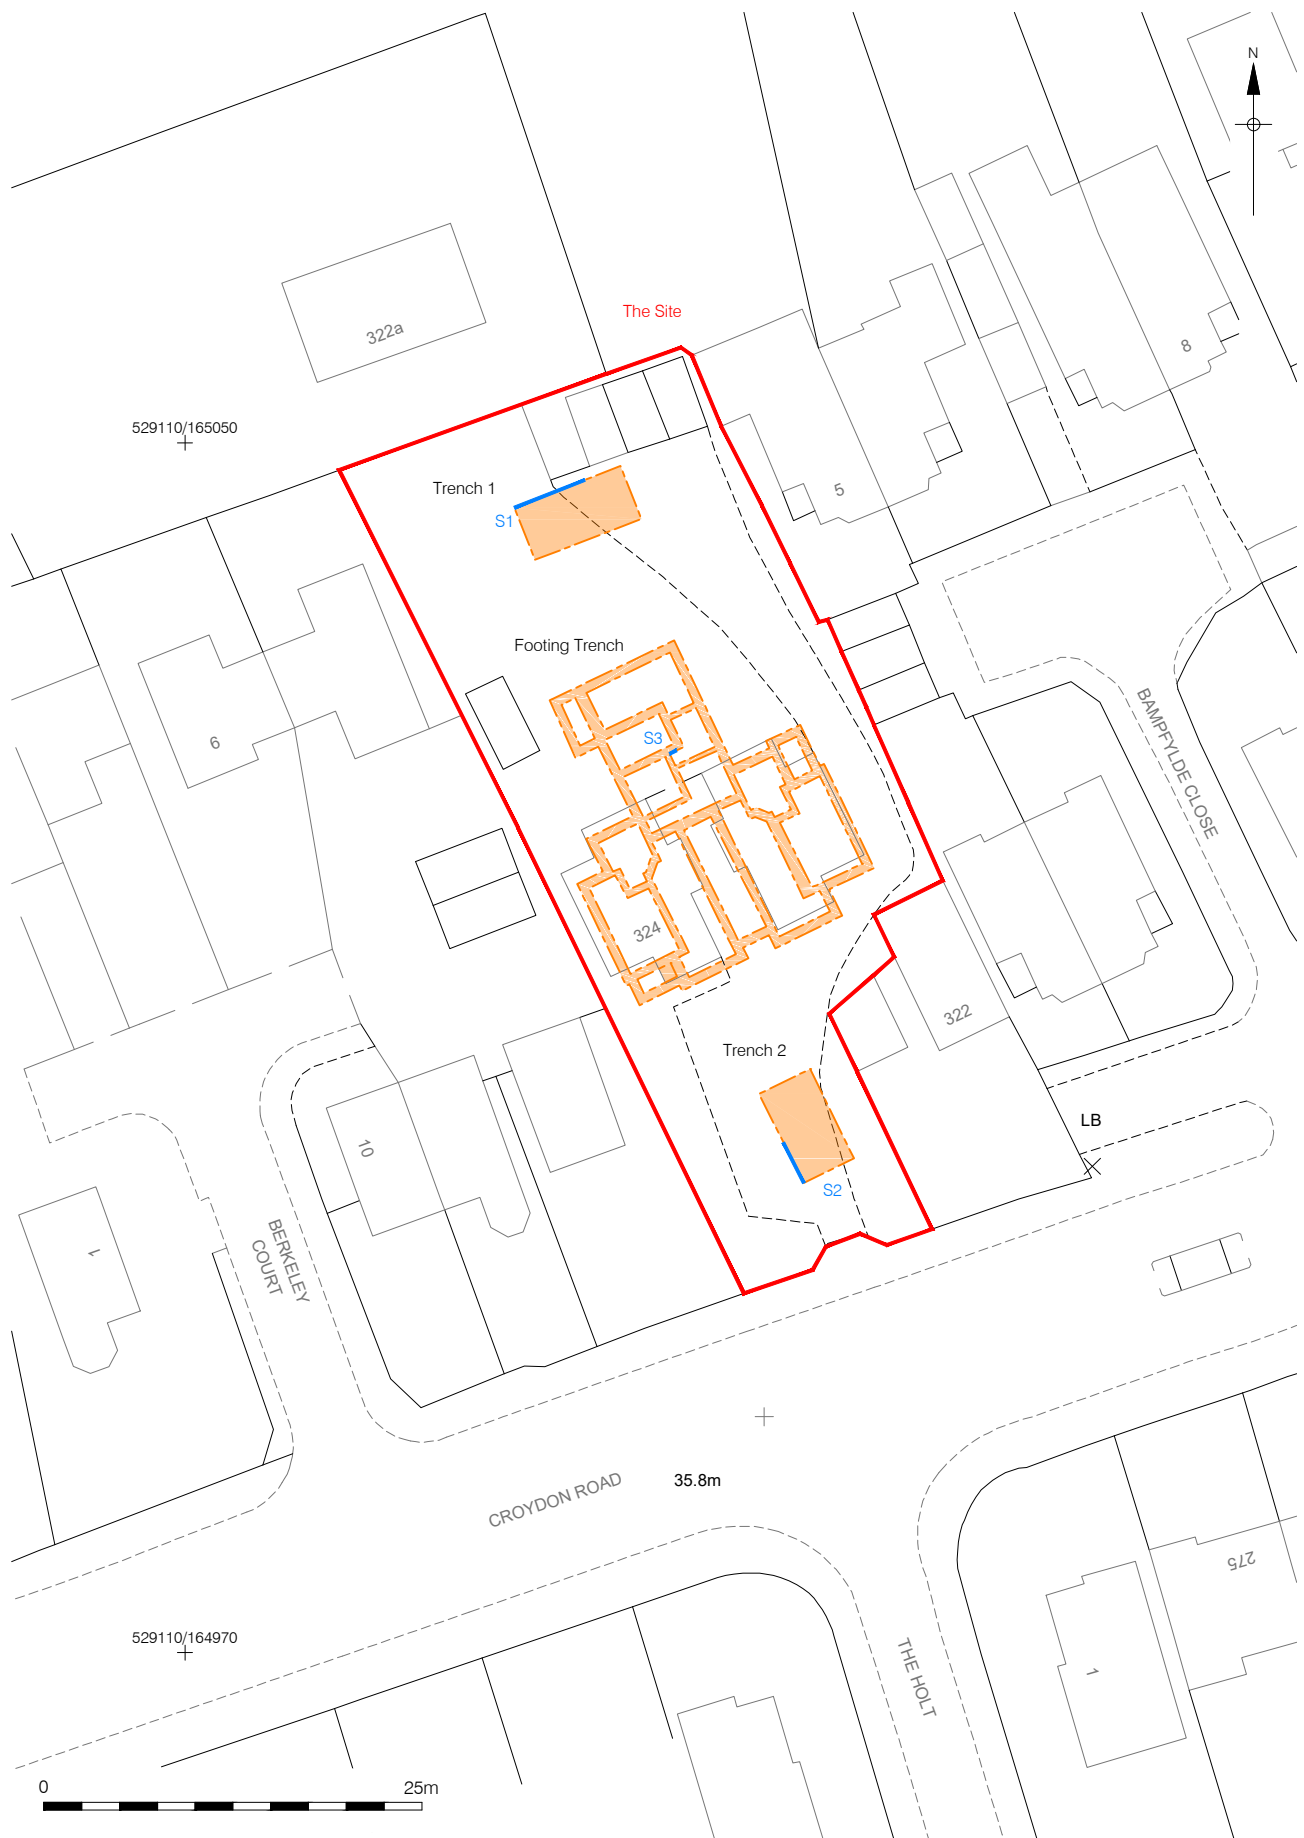 N
The Site
322a
8
529110/165050
Trench 1
5
S1
Footing Trench
BAMPFYLDE CLOSE
6
S3
324
322
Trench 2
LB
10
S2
1
BERKELEY
COURT
35.8m
CROYDON ROAD
275
529110/164970
THE HOLT
1
0
25m